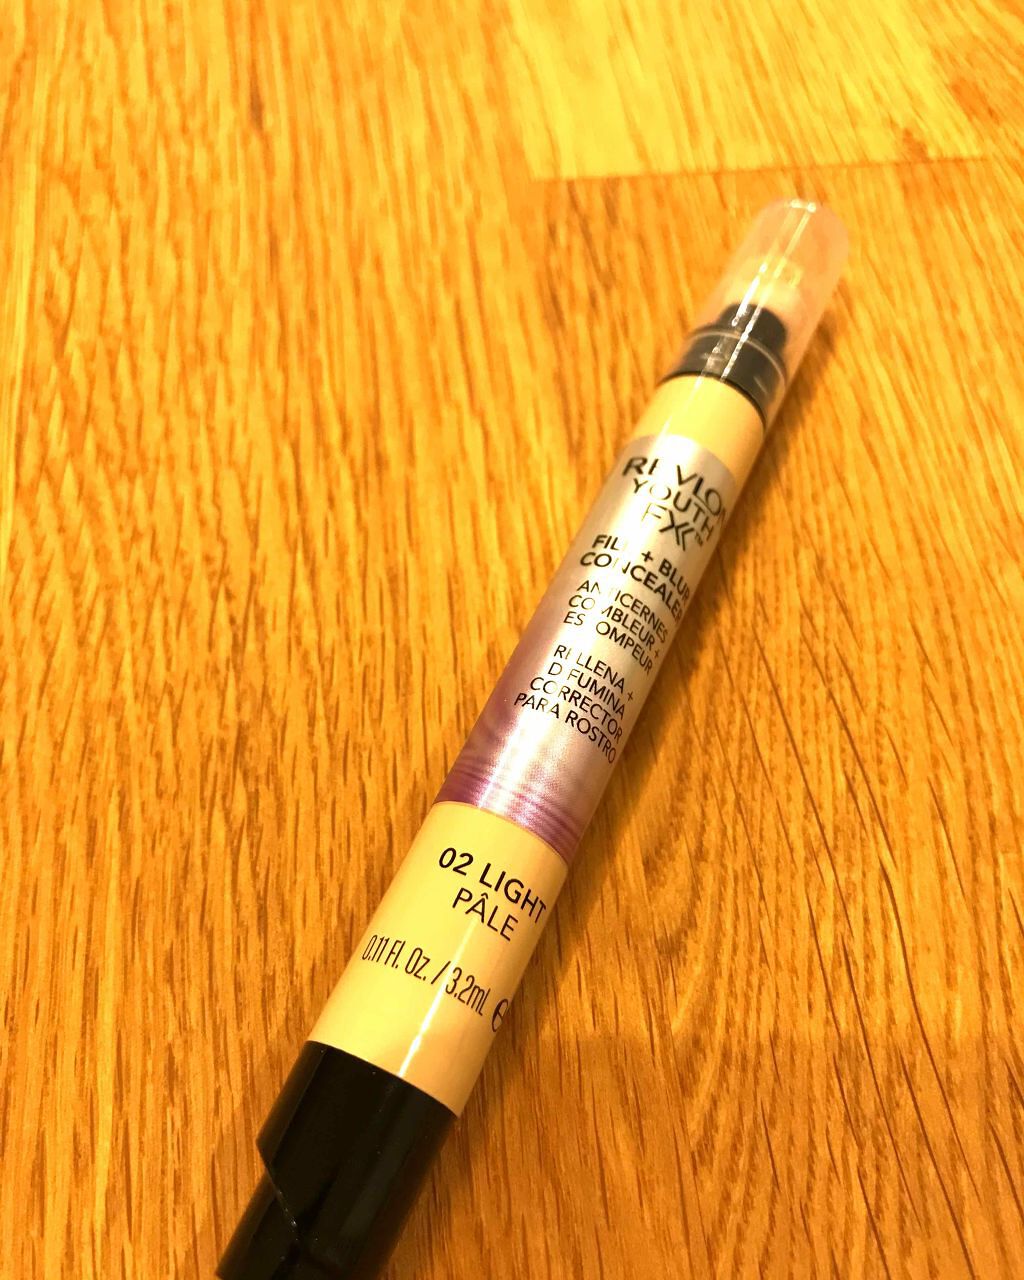 REVLON
YOUTH
FX™
FILL + BLUR
CONCEALER
ANTICERNES
COMBLEUR +
ESTOMPEUR
RELLENA +
DIFUMINA
CORRECTOR
PARA ROSTRO
02 LIGHT
PÂLE
0.11 Fl. Oz. / 3.2mL e